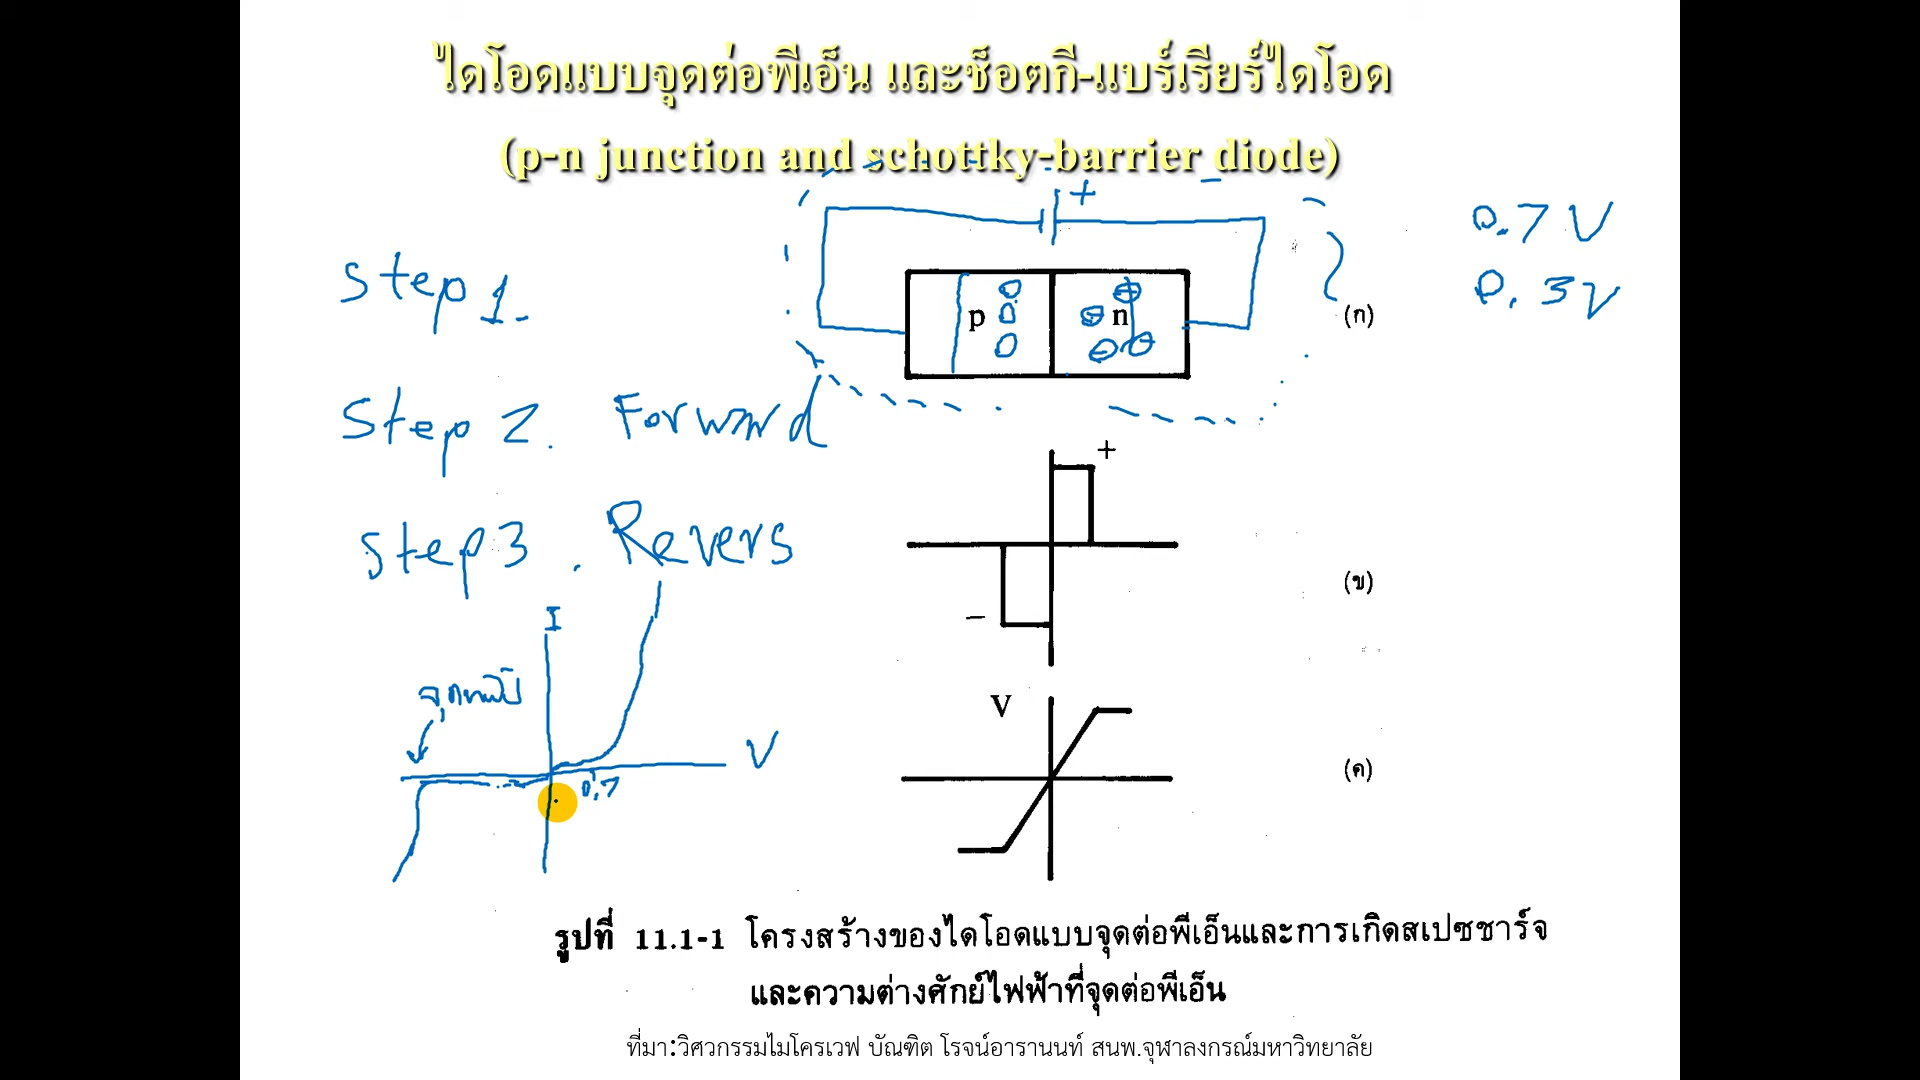 ไดโอดแบบจุดต่อพีเอ็น และช็อตกี-แบร์เรียร์ไดโอด
(p-n junction and schottky-barrier diode)
0.7 V
0.3 V
Step 1.
+
p
n
(ก)
Step 2. Forward
+
Step 3. Revers
(ข)
-
I
V
V
0.7
(ค)
รูปที่ 11.1-1 โครงสร้างของไดโอดแบบจุดต่อพีเอ็นและการเกิดสเปซชาร์จ
และความต่างศักย์ไฟฟ้าที่จุดต่อพีเอ็น
ที่มา:วิศวกรรมไมโครเวฟ บัณฑิต โรจน์อารานนท์ สนพ.จุฬาลงกรณ์มหาวิทยาลัย